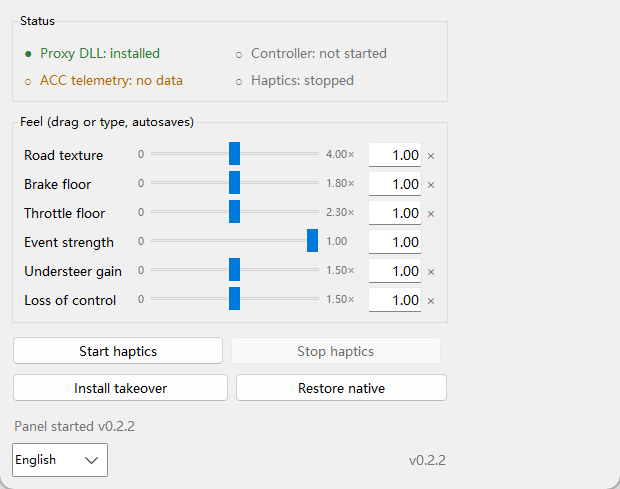 Status
● Proxy DLL: installed ○ Controller: not started
○ ACC telemetry: no data ○ Haptics: stopped
Feel (drag or type, autosaves)
Road texture 0 4.00× 1.00 ×
Brake floor 0 1.80× 1.00 ×
Throttle floor 0 2.30× 1.00 ×
Event strength 0 1.00 1.00
Understeer gain 0 1.50× 1.00 ×
Loss of control 0 1.50× 1.00 ×
Start haptics Stop haptics
Install takeover Restore native
Panel started v0.2.2
English v0.2.2